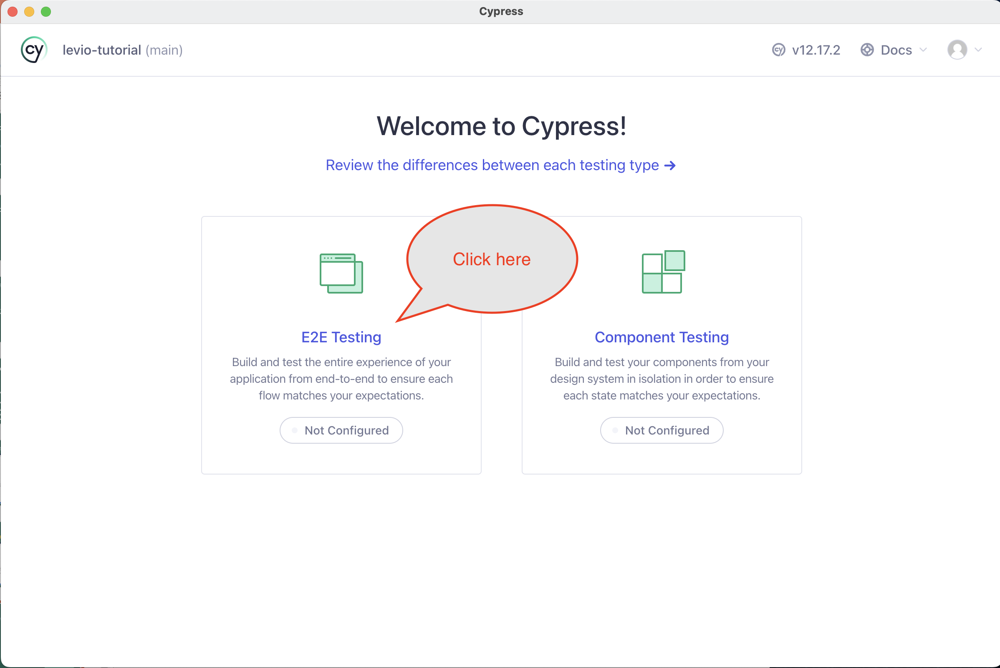 Cypress
cy levio-tutorial (main)
cy v12.17.2 Docs
Welcome to Cypress!
Review the differences between each testing type →
Click here
E2E Testing
Build and test the entire experience of your
application from end-to-end to ensure each
flow matches your expectations.
Not Configured
Component Testing
Build and test your components from your
design system in isolation in order to ensure
each state matches your expectations.
Not Configured